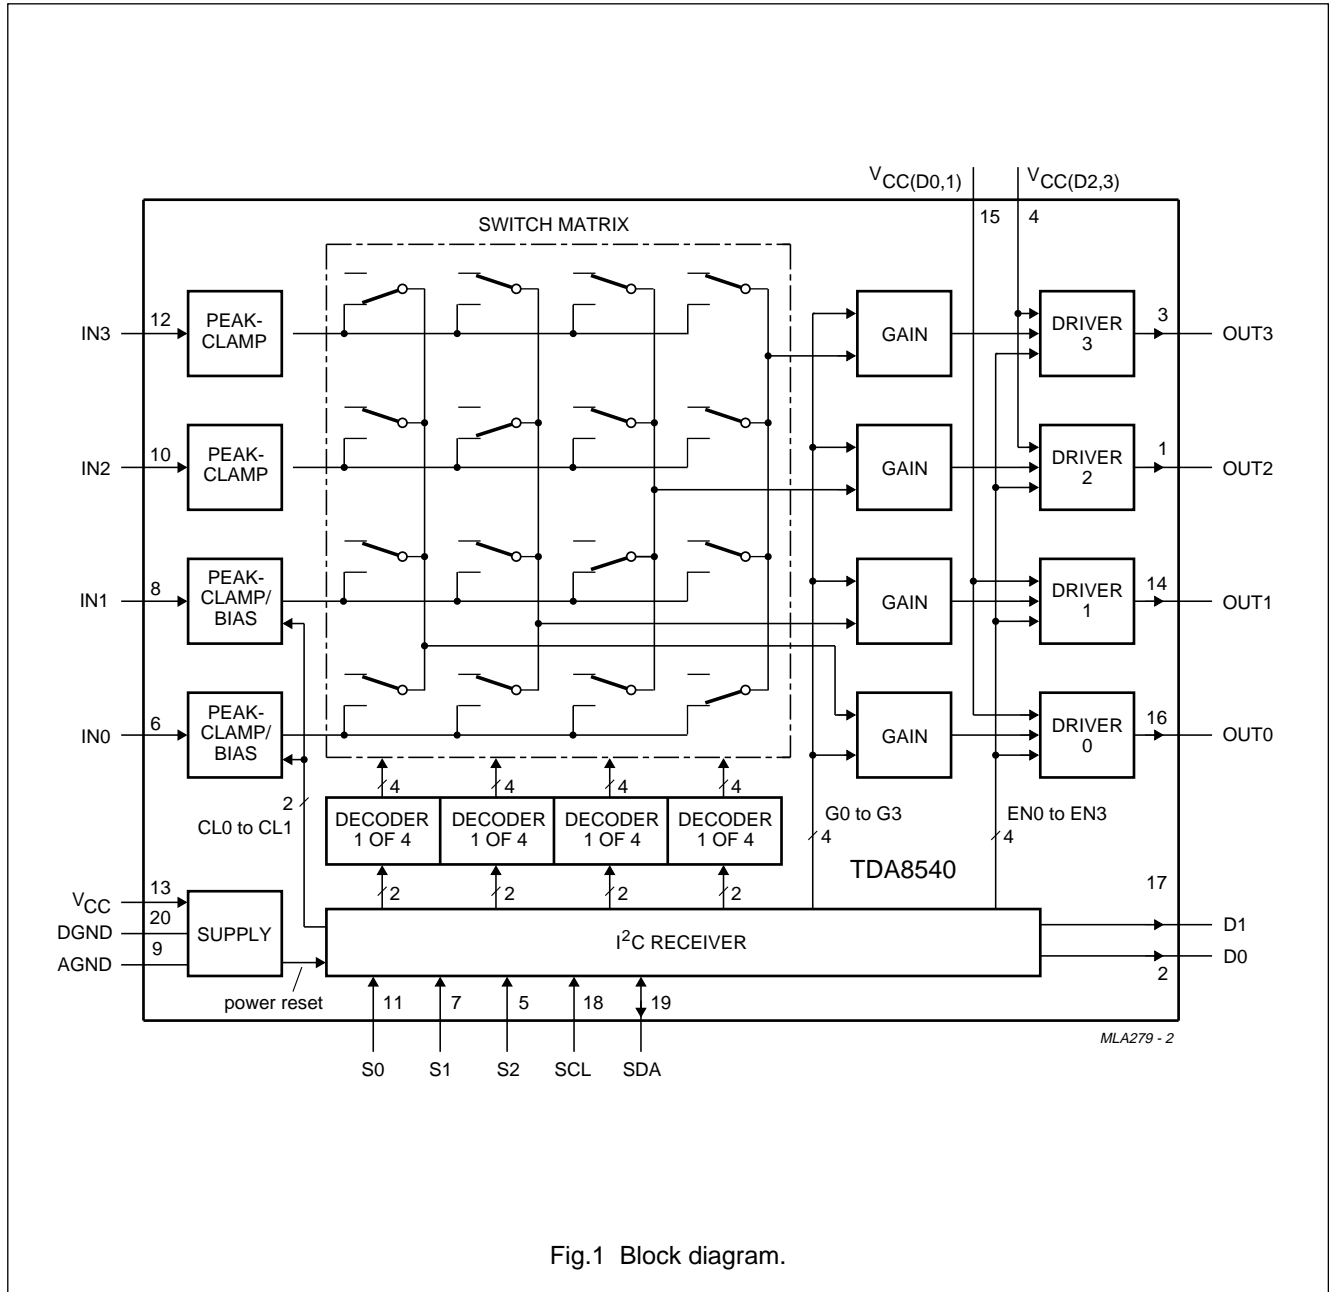 V CC(D0,1)
V CC(D2,3)
15
4
SWITCH MATRIX
IN3
12
PEAK-
CLAMP
GAIN
DRIVER
3
3
OUT3
IN2
10
PEAK-
CLAMP
GAIN
DRIVER
2
1
OUT2
IN1
8
PEAK-
CLAMP/
BIAS
GAIN
DRIVER
1
14
OUT1
IN0
6
PEAK-
CLAMP/
BIAS
GAIN
DRIVER
0
16
OUT0
4
4
4
4
2
CL0 to CL1
DECODER
1 OF 4
DECODER
1 OF 4
DECODER
1 OF 4
DECODER
1 OF 4
G0 to G3
4
EN0 to EN3
4
TDA8540
2
2
2
2
VCC
13
DGND
20
AGND
9
SUPPLY
power reset
I²C RECEIVER
17
D1
D0
2
11
7
5
18
19
S0
S1
S2
SCL
SDA
MLA279 - 2
Fig.1 Block diagram.